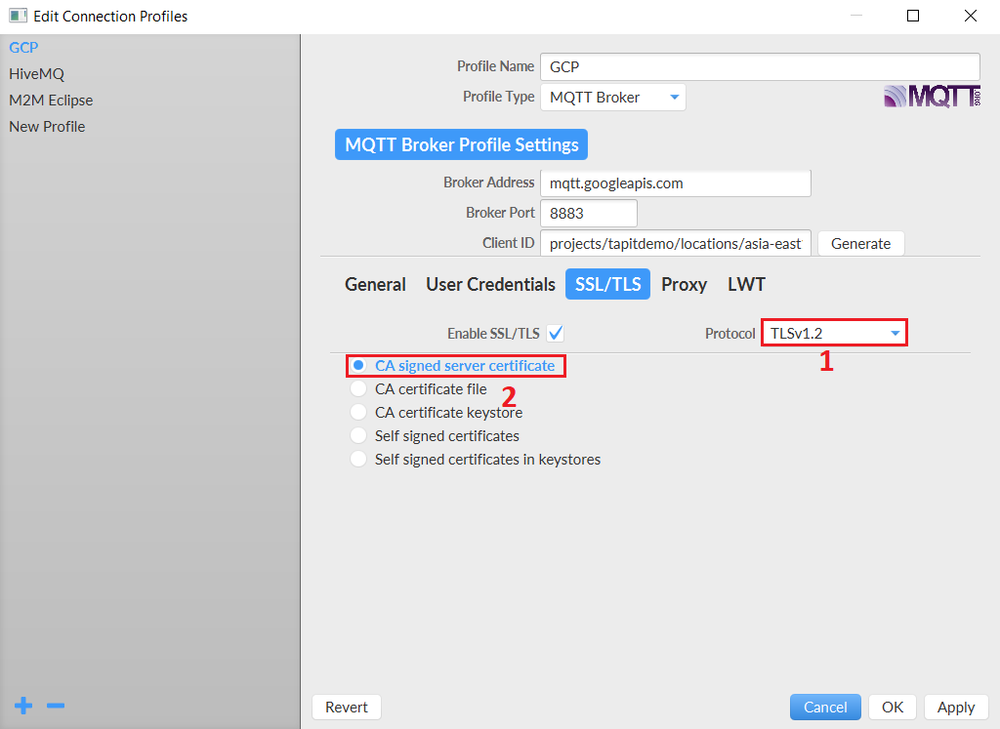 Edit Connection Profiles
GCP
HiveMQ
M2M Eclipse
New Profile
Profile Name GCP
Profile Type MQTT Broker
MQTT.ORG
MQTT Broker Profile Settings
Broker Address mqtt.googleapis.com
Broker Port 8883
Client ID projects/tapitdemo/locations/asia-east Generate
General User Credentials SSL/TLS Proxy LWT
Enable SSL/TLS Protocol TLSv1.2
1
CA signed server certificate
CA certificate file
2
CA certificate keystore
Self signed certificates
Self signed certificates in keystores
Revert Cancel OK Apply